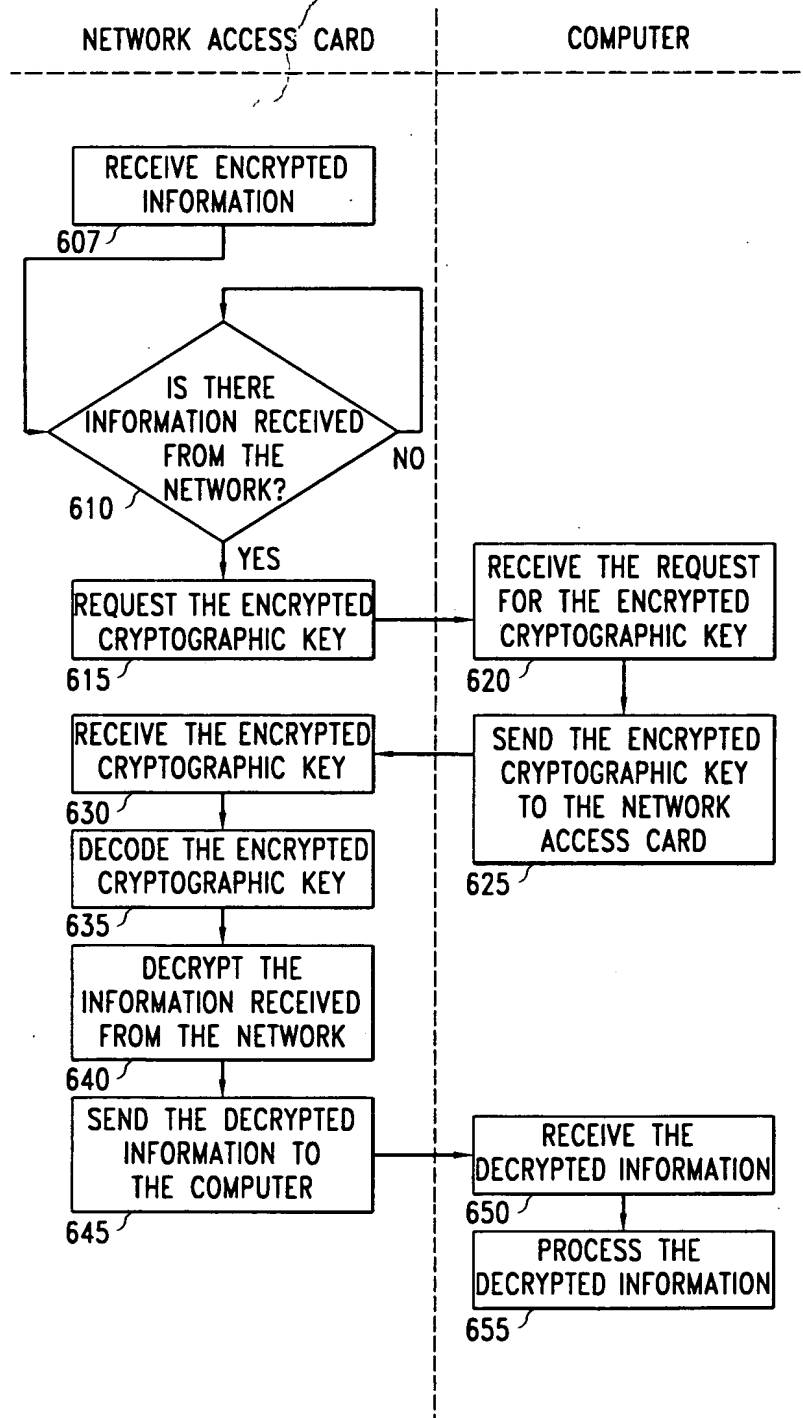 NETWORK ACCESS CARD
COMPUTER
RECEIVE ENCRYPTED
INFORMATION
607
IS THERE
INFORMATION RECEIVED
FROM THE
NETWORK?
NO
610
YES
REQUEST THE ENCRYPTED
CRYPTOGRAPHIC KEY
615
RECEIVE THE REQUEST
FOR THE ENCRYPTED
CRYPTOGRAPHIC KEY
620
SEND THE ENCRYPTED
CRYPTOGRAPHIC KEY
TO THE NETWORK
ACCESS CARD
625
RECEIVE THE ENCRYPTED
CRYPTOGRAPHIC KEY
630
DECODE THE ENCRYPTED
CRYPTOGRAPHIC KEY
635
DECRYPT THE
INFORMATION RECEIVED
FROM THE NETWORK
640
SEND THE DECRYPTED
INFORMATION TO
THE COMPUTER
645
RECEIVE THE
DECRYPTED INFORMATION
650
PROCESS THE
DECRYPTED INFORMATION
655